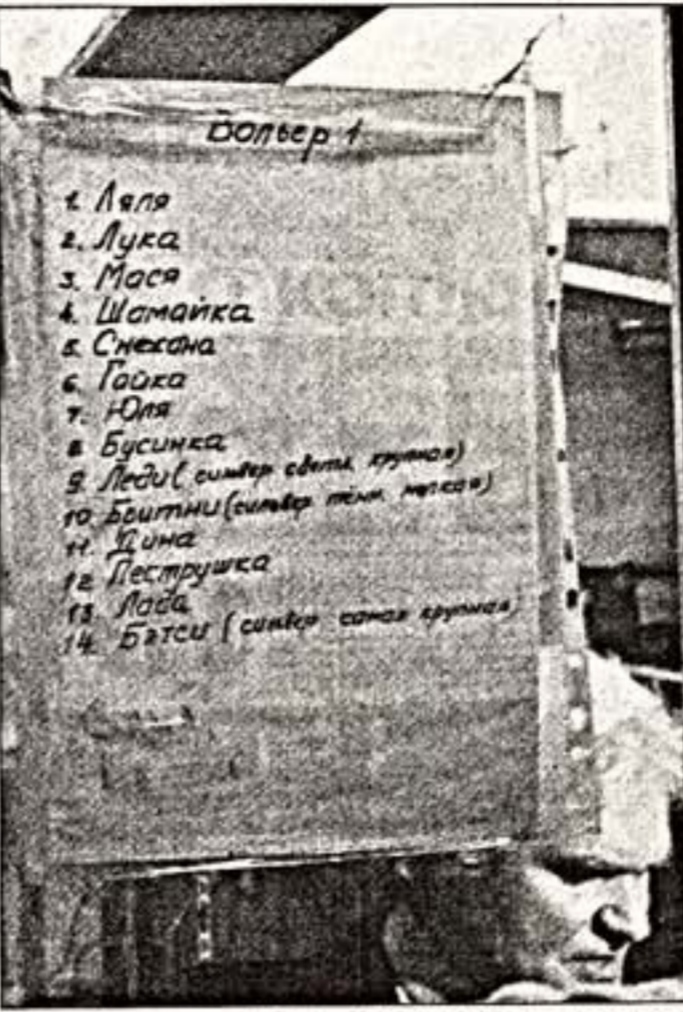 Вольер 1
1. Ляля
2. Лука
3. Мася
4. Шамайка
5. Снежана
6. Гайка
7. Юля
8. Бусинка
9. Леди (сильвер светл. крупная)
10 Бритни (сильвер тёмн. мелкая)
11. Дина
12 Пеструшка
13. Лада
14. Бэтси (сильвер самая крупная)